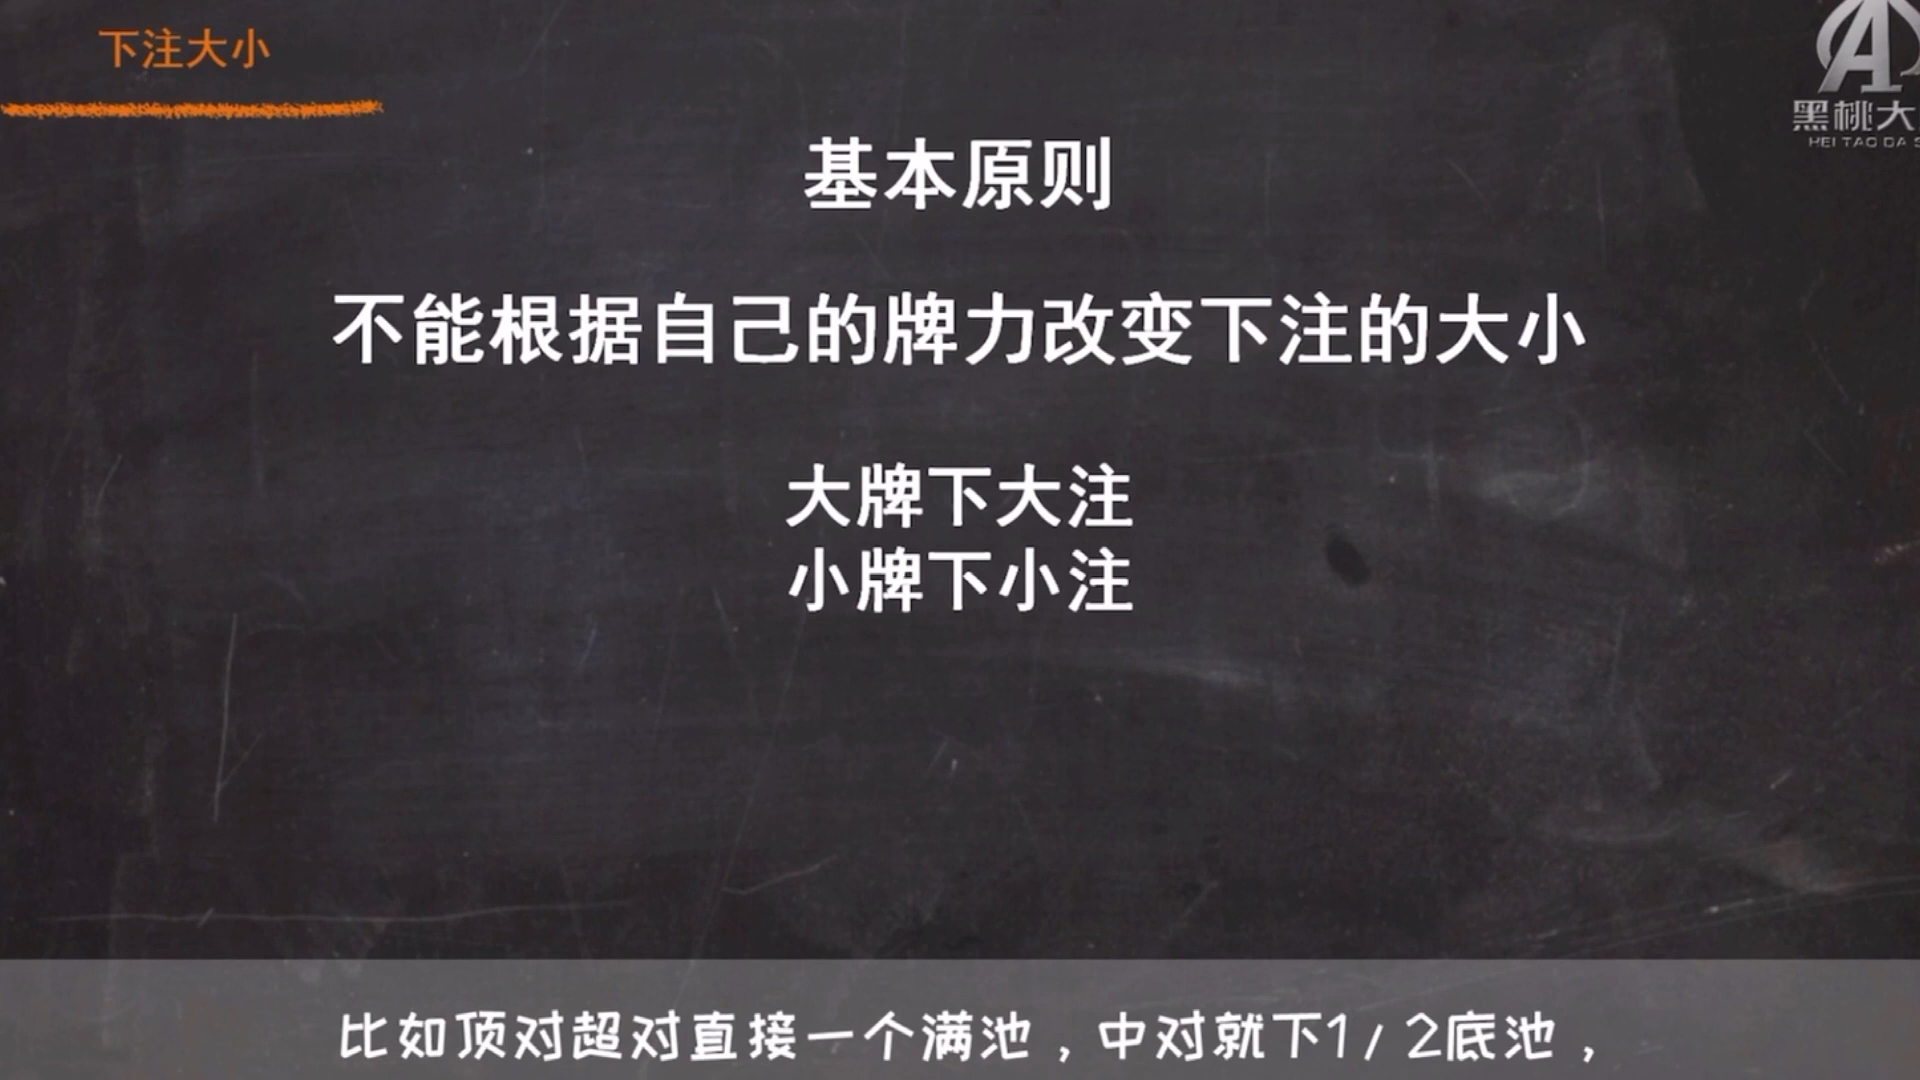 下注大小
黑桃大
HEI TAO DA S
基本原则
不能根据自己的牌力改变下注的大小
大牌下大注
小牌下小注
比如顶对超对直接一个满池，中对就下1/2底池，